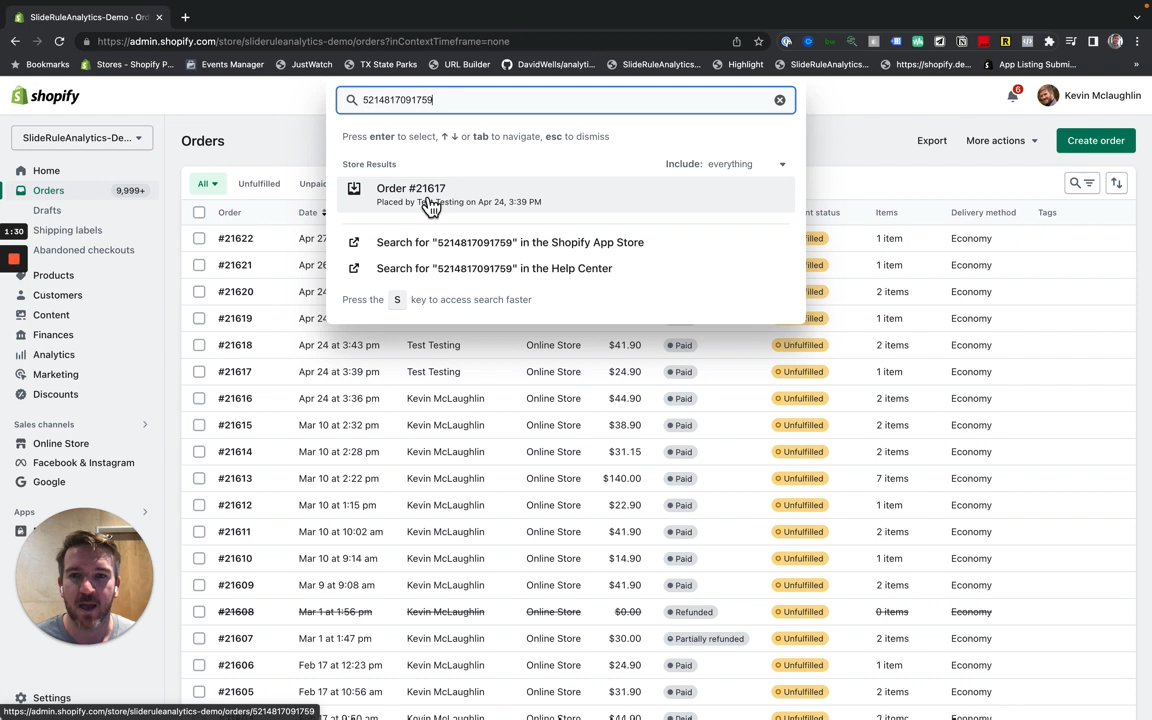 SlideRuleAnalytics-Demo - Orc
https://admin.shopify.com/store/slideruleanalytics-demo/orders?inContextTimeframe=none
Bookmarks
Stores - Shopify P...
Events Manager
JustWatch
TX State Parks
URL Builder
DavidWells/analyti...
SlideRuleAnalytics...
Highlight
SlideRuleAnalytics...
https://shopify.de...
App Listing Submi...
»
shopify
5214817091759
6
Kevin Mclaughlin
SlideRuleAnalytics-De...
Home
Orders
9,999+
Drafts
1:30
Shipping labels
Abandoned checkouts
Products
Customers
Content
Finances
Analytics
Marketing
Discounts
Sales channels
Online Store
Facebook & Instagram
Google
Apps
Settings
Press enter to select, ↑ ↓ or tab to navigate, esc to dismiss
Store Results
Include: everything
Order #21617
Placed by Testing on Apr 24, 3:39 PM
Search for "5214817091759" in the Shopify App Store
Search for "5214817091759" in the Help Center
Press the S key to access search faster
Orders
Export
More actions
Create order
All
Unfulfilled
Unpaid
Order Date status Items Delivery method Tags
#21622 Apr 27 filled 1 item Economy
#21621 Apr 26 filled 1 item Economy
#21620 Apr 26 filled 2 items Economy
#21619 Apr 24 filled 1 item Economy
#21618 Apr 24 at 3:43 pm Test Testing Online Store $41.90 Paid Unfulfilled 2 items Economy
#21617 Apr 24 at 3:39 pm Test Testing Online Store $24.90 Paid Unfulfilled 1 item Economy
#21616 Apr 24 at 3:36 pm Kevin McLaughlin Online Store $44.90 Paid Unfulfilled 2 items Economy
#21615 Mar 10 at 2:32 pm Kevin McLaughlin Online Store $38.90 Paid Unfulfilled 2 items Economy
#21614 Mar 10 at 2:28 pm Kevin McLaughlin Online Store $31.15 Paid Unfulfilled 2 items Economy
#21613 Mar 10 at 2:22 pm Kevin McLaughlin Online Store $140.00 Paid Unfulfilled 7 items Economy
#21612 Mar 10 at 1:15 pm Kevin McLaughlin Online Store $22.90 Paid Unfulfilled 2 items Economy
#21611 Mar 10 at 10:02 am Kevin McLaughlin Online Store $41.90 Paid Unfulfilled 2 items Economy
#21610 Mar 10 at 9:14 am Kevin McLaughlin Online Store $14.90 Paid Unfulfilled 1 item Economy
#21609 Mar 9 at 9:08 am Kevin McLaughlin Online Store $41.90 Paid Unfulfilled 2 items Economy
#21608 Mar 1 at 1:56 pm Kevin McLaughlin Online Store $0.00 Refunded Unfulfilled 0 items Economy
#21607 Mar 1 at 1:47 pm Kevin McLaughlin Online Store $30.00 Partially refunded Unfulfilled 2 items Economy
#21606 Feb 17 at 12:23 pm Kevin McLaughlin Online Store $24.90 Paid Unfulfilled 1 item Economy
#21605 Feb 17 at 10:56 am Kevin McLaughlin Online Store $31.90 Paid Unfulfilled 2 items Economy
https://admin.shopify.com/store/slideruleanalytics-demo/orders/5214817091759